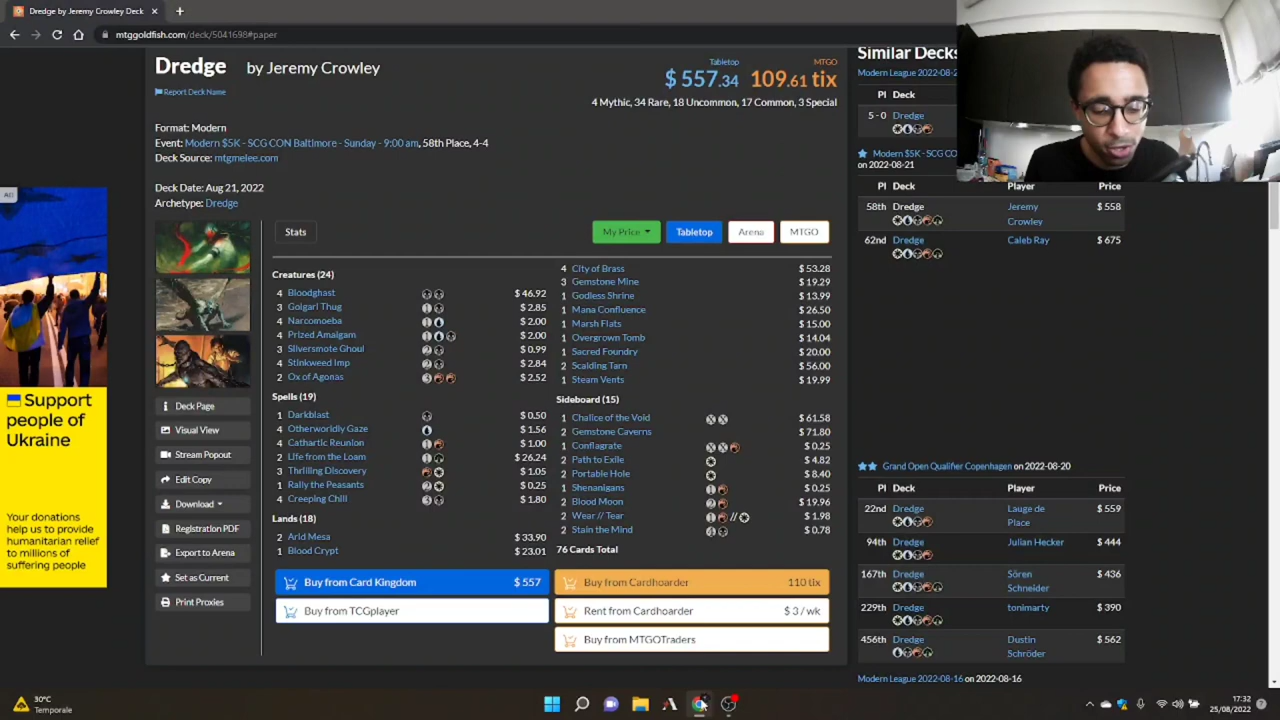 Dredge by Jeremy Crowley Deck
mtggoldfish.com/deck/5041698#paper
Dredge by Jeremy Crowley
Report Deck Name
Tabletop MTGO
$ 557.34 109.61 tix
4 Mythic, 34 Rare, 18 Uncommon, 17 Common, 3 Special
Format: Modern
Event: Modern $5K - SCG CON Baltimore - Sunday - 9:00 am, 58th Place, 4-4
Deck Source: mtgmelee.com
Deck Date: Aug 21, 2022
Archetype: Dredge
Stats
My Price
Tabletop
Arena
MTGO
Creatures (24)
4 Bloodghast $ 46.92
3 Golgari Thug $ 2.85
4 Narcomoeba $ 2.00
4 Prized Amalgam $ 2.00
3 Silversmote Ghoul $ 0.99
4 Stinkweed Imp $ 2.84
2 Ox of Agonas $ 2.52
Spells (19)
1 Darkblast $ 0.50
4 Otherworldly Gaze $ 1.56
4 Cathartic Reunion $ 1.00
2 Life from the Loam $ 26.24
3 Thrilling Discovery $ 1.05
1 Rally the Peasants $ 0.25
4 Creeping Chill $ 1.80
Lands (18)
2 Arid Mesa $ 33.90
1 Blood Crypt $ 23.01
4 City of Brass $ 53.28
3 Gemstone Mine $ 19.29
1 Godless Shrine $ 13.99
1 Mana Confluence $ 26.50
1 Marsh Flats $ 15.00
1 Overgrown Tomb $ 14.04
1 Sacred Foundry $ 20.00
2 Scalding Tarn $ 56.00
1 Steam Vents $ 19.99
Sideboard (15)
1 Chalice of the Void $ 61.58
2 Gemstone Caverns $ 71.80
1 Conflagrate $ 0.25
2 Path to Exile $ 4.82
2 Portable Hole $ 8.40
1 Shenanigans $ 0.25
2 Blood Moon $ 19.96
2 Wear // Tear $ 1.98
2 Stain the Mind $ 0.78
76 Cards Total
Buy from Card Kingdom $ 557
Buy from TCGplayer
Buy from Cardhoarder 110 tix
Rent from Cardhoarder $ 3 / wk
Buy from MTGOTraders
Deck Page
Visual View
Stream Popout
Edit Copy
Download
Registration PDF
Export to Arena
Set as Current
Print Proxies
AD
Support
people of
Ukraine
Your donations
help us to provide
humanitarian relief
to millions of
suffering people
Similar Decks
Modern League 2022-08-2
Pl Deck
5 - 0 Dredge
Modern $5K - SCG CO
on 2022-08-21
Pl Deck Player Price
58th Dredge Jeremy Crowley $ 558
62nd Dredge Caleb Ray $ 675
Grand Open Qualifier Copenhagen on 2022-08-20
Pl Deck Player Price
22nd Dredge Lauge de Place $ 559
94th Dredge Julian Hecker $ 444
167th Dredge Sören Schneider $ 436
229th Dredge tonimarty $ 390
456th Dredge Dustin Schröder $ 562
Modern League 2022-08-16 on 2022-08-16
30°C
Temporale
17:32
25/08/2022